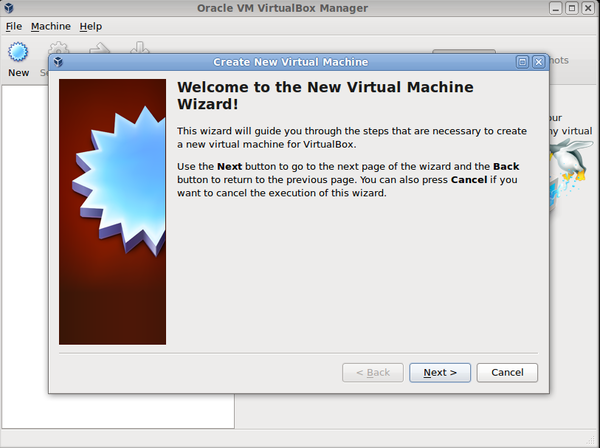 Oracle VM VirtualBox Manager
File Machine Help
New
Create New Virtual Machine
Welcome to the New Virtual Machine
Wizard!
This wizard will guide you through the steps that are necessary to create
a new virtual machine for VirtualBox.
Use the Next button to go to the next page of the wizard and the Back
button to return to the previous page. You can also press Cancel if you
want to cancel the execution of this wizard.
< Back Next > Cancel
virtual